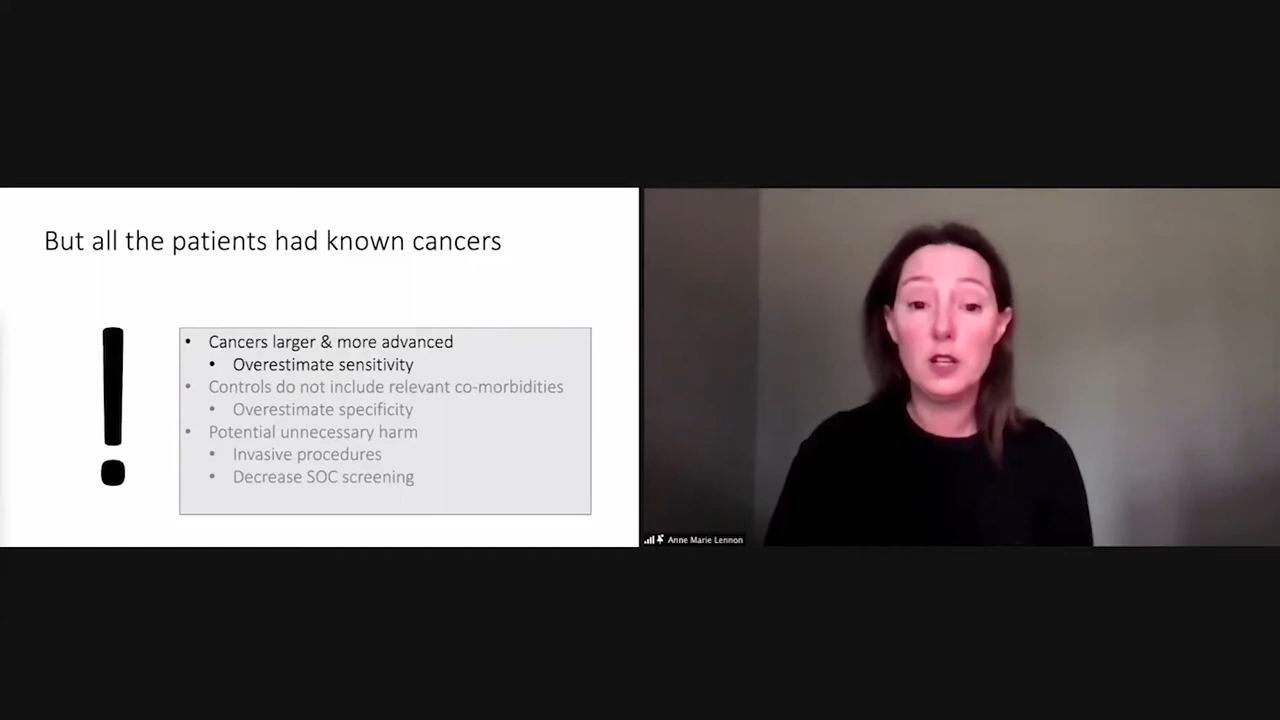 But all the patients had known cancers
• Cancers larger & more advanced
• Overestimate sensitivity
• Controls do not include relevant co-morbidities
• Overestimate specificity
• Potential unnecessary harm
• Invasive procedures
• Decrease SOC screening
!
Anne Marie Lennon